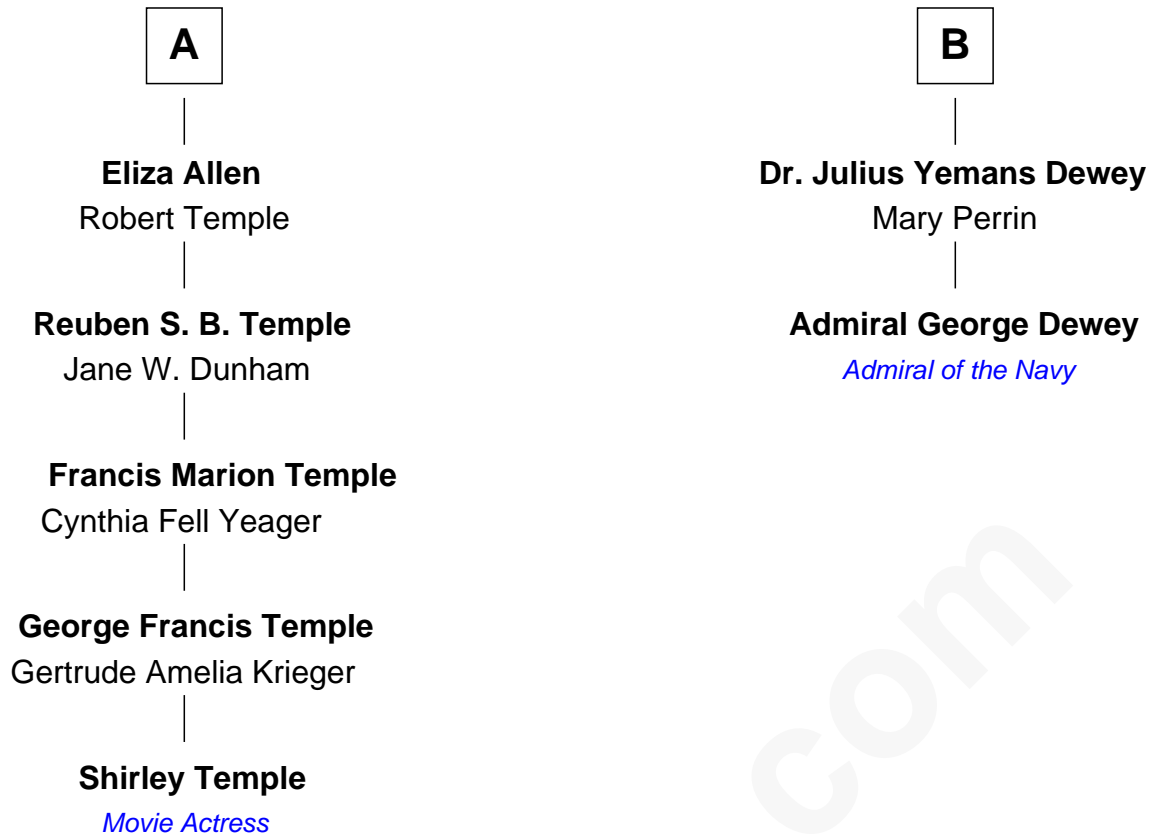 A
Eliza Allen
Robert Temple
Reuben S. B. Temple
Jane W. Dunham
Francis Marion Temple
Cynthia Fell Yeager
George Francis Temple
Gertrude Amelia Krieger
Shirley Temple
Movie Actress
B
Dr. Julius Yemans Dewey
Mary Perrin
Admiral George Dewey
Admiral of the Navy
com